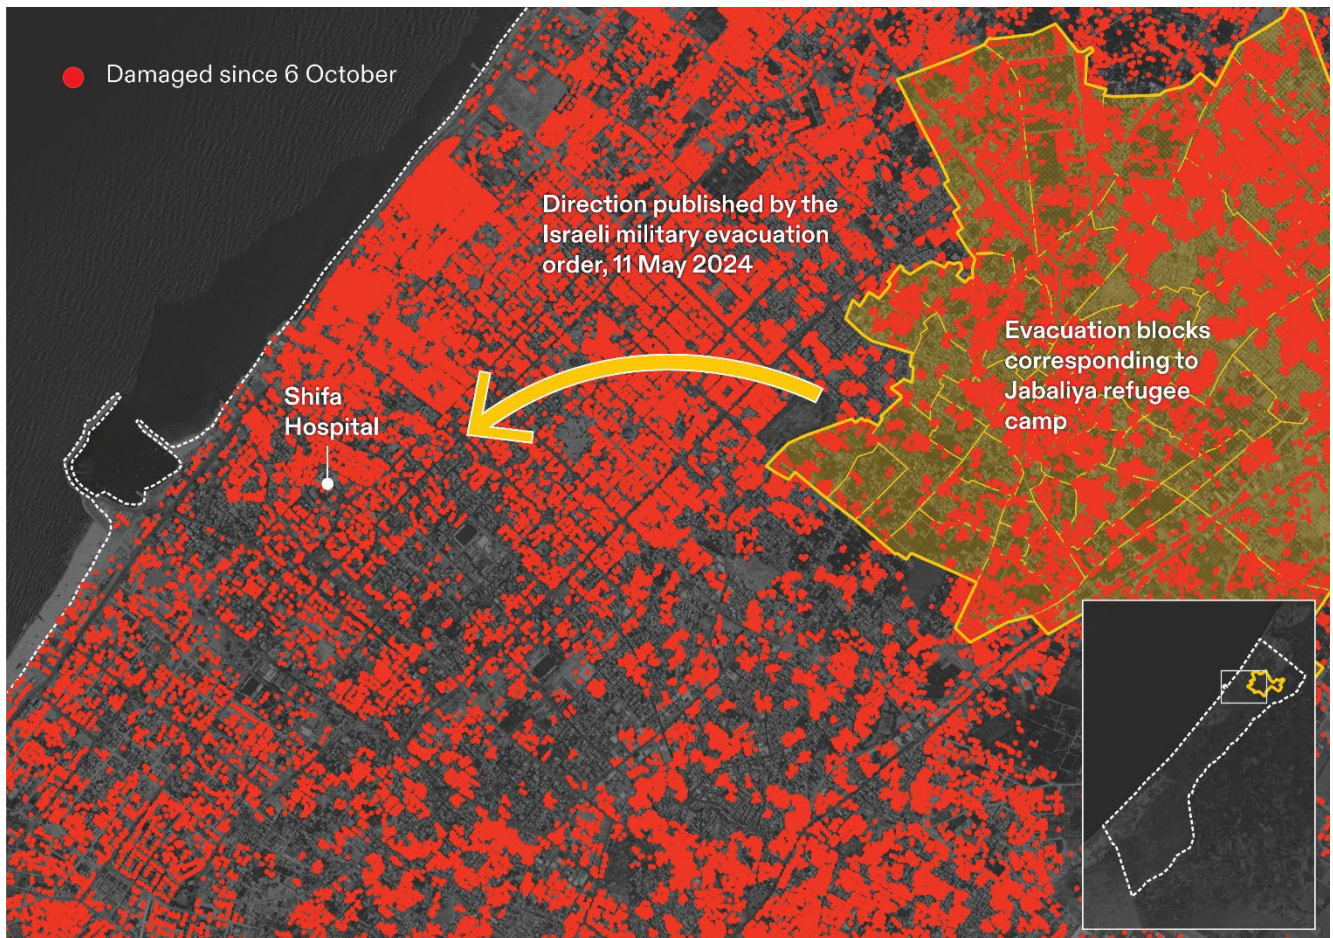 Damaged since 6 October
Direction published by the
Israeli military evacuation
order, 11 May 2024
Evacuation blocks
corresponding to
Jabaliya refugee
camp
Shifa
Hospital